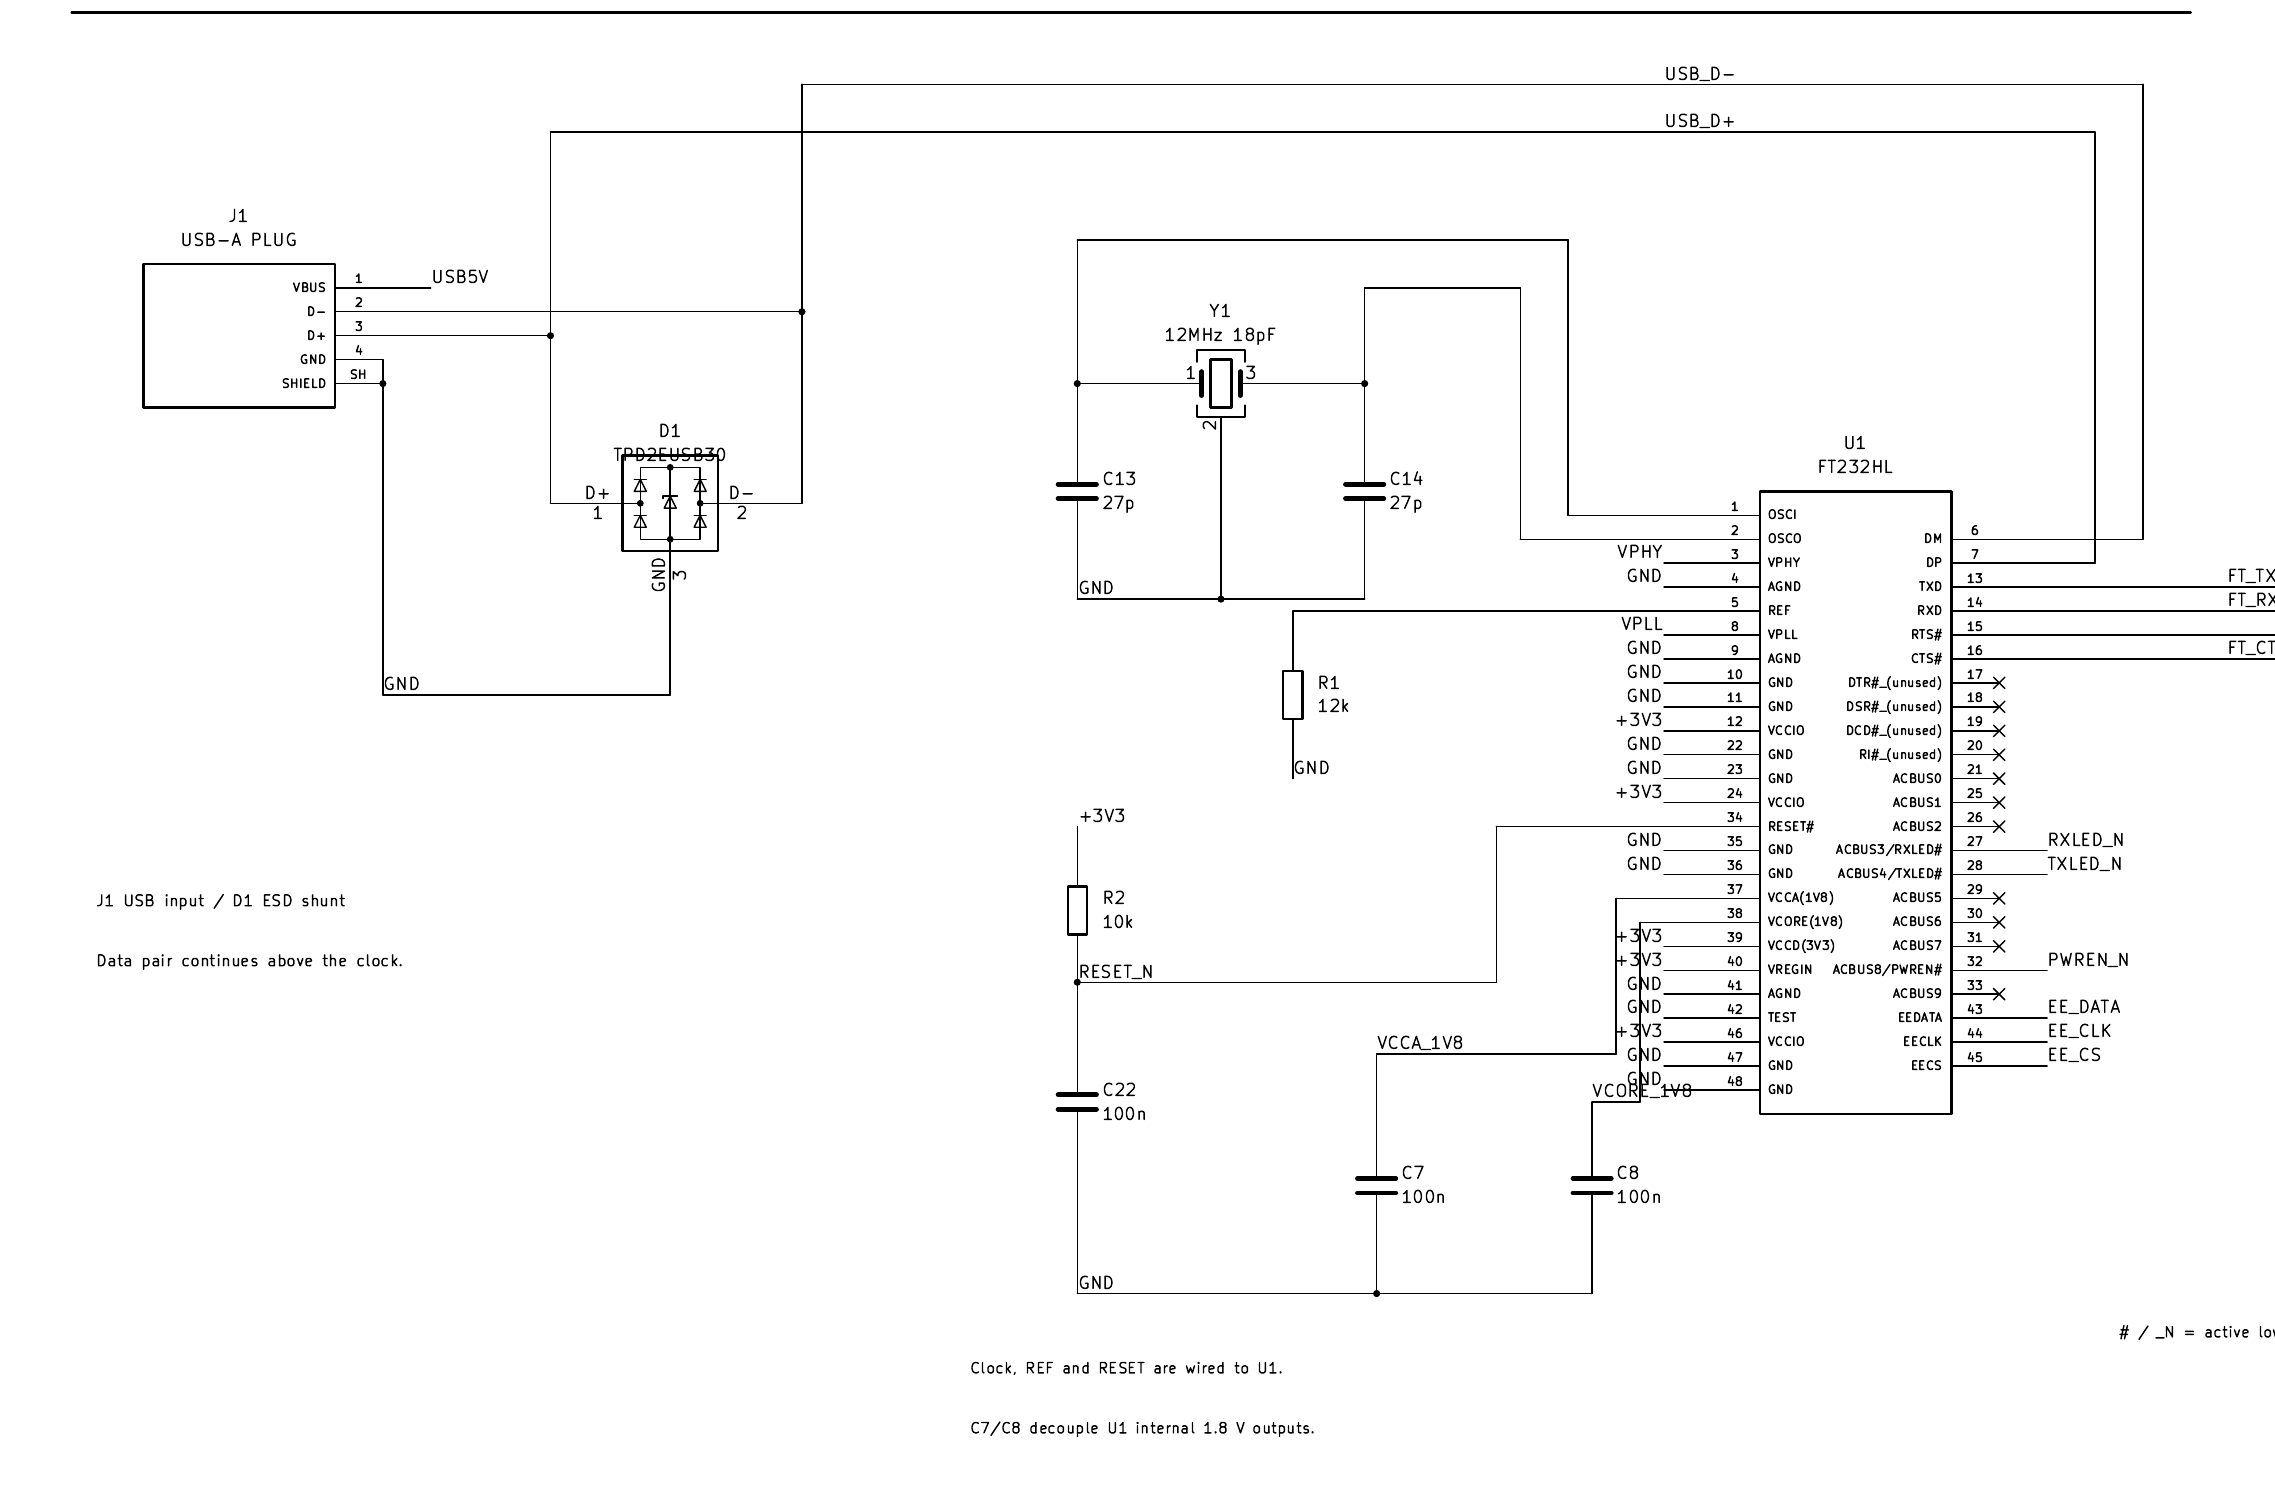 USB_D-
USB_D+
J1
USB-A PLUG
VBUS 1 USB5V
D- 2
D+ 3
GND 4
SHIELD SH
GND
D1
TPD2EUSB30
D+ 1
D- 2
GND 3
J1 USB input / D1 ESD shunt
Data pair continues above the clock.
Y1
12MHz 18pF
1 3
2
C13
27p
C14
27p
GND
R1
12k
GND
+3V3
R2
10k
RESET_N
C22
100n
VCCA_1V8
C7
100n
VCORE_1V8
C8
100n
GND
Clock, REF and RESET are wired to U1.
C7/C8 decouple U1 internal 1.8 V outputs.
U1
FT232HL
1 OSCI
2 OSCO
VPHY 3 VPHY
GND 4 AGND
5 REF
VPLL 8 VPLL
GND 9 AGND
GND 10 GND
GND 11 GND
+3V3 12 VCCIO
GND 22 GND
GND 23 GND
+3V3 24 VCCIO
34 RESET#
GND 35 GND
GND 36 GND
37 VCCA(1V8)
38 VCORE(1V8)
+3V3 39 VCCD(3V3)
+3V3 40 VREGIN
GND 41 AGND
GND 42 TEST
+3V3 46 VCCIO
GND 47 GND
GND 48 GND
DM 6
DP 7
TXD 13 FT_TX
RXD 14 FT_RX
RTS# 15
CTS# 16 FT_CT
DTR#_(unused) 17
DSR#_(unused) 18
DCD#_(unused) 19
RI#_(unused) 20
ACBUS0 21
ACBUS1 25
ACBUS2 26
ACBUS3/RXLED# 27 RXLED_N
ACBUS4/TXLED# 28 TXLED_N
ACBUS5 29
ACBUS6 30
ACBUS7 31
ACBUS8/PWREN# 32 PWREN_N
ACBUS9 33
EEDATA 43 EE_DATA
EECLK 44 EE_CLK
EECS 45 EE_CS
# / _N = active lo